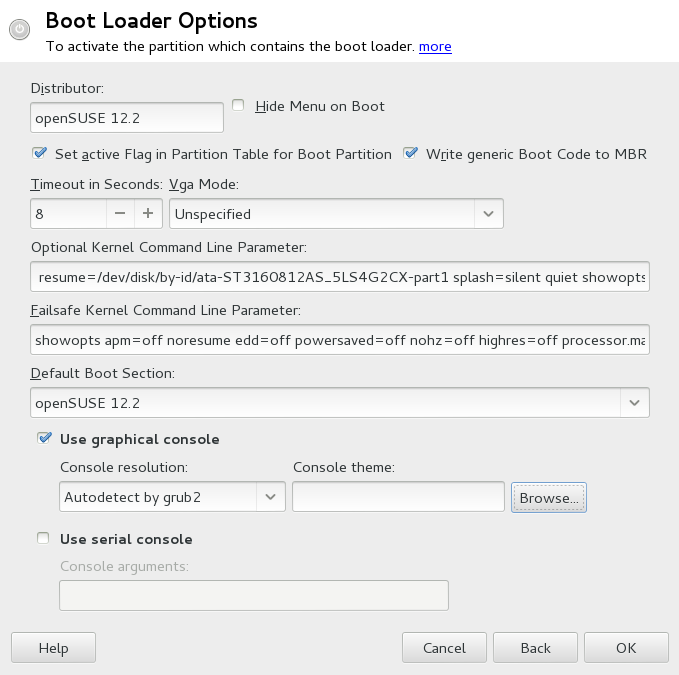 Boot Loader Options
To activate the partition which contains the boot loader. more
Distributor:
openSUSE 12.2
Hide Menu on Boot
Set active Flag in Partition Table for Boot Partition
Write generic Boot Code to MBR
Timeout in Seconds: Vga Mode:
8 − + Unspecified
Optional Kernel Command Line Parameter:
resume=/dev/disk/by-id/ata-ST3160812AS_5LS4G2CX-part1 splash=silent quiet showopts
Failsafe Kernel Command Line Parameter:
showopts apm=off noresume edd=off powersaved=off nohz=off highres=off processor.ma
Default Boot Section:
openSUSE 12.2
Use graphical console
Console resolution: Console theme:
Autodetect by grub2 Browse...
Use serial console
Console arguments:
Help Cancel Back OK